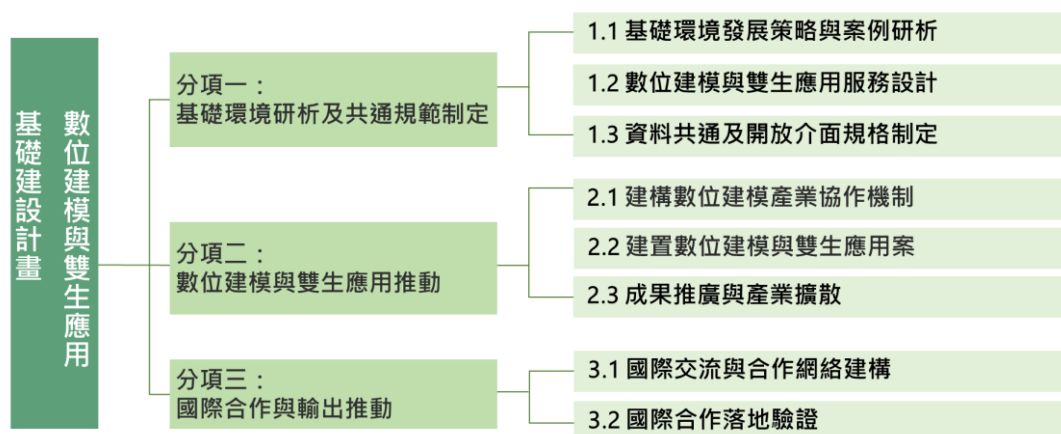 數位建模與雙生應用
基礎建設計畫
分項一：
基礎環境研析及共通規範制定
1.1 基礎環境發展策略與案例研析
1.2 數位建模與雙生應用服務設計
1.3 資料共通及開放介面規格制定
分項二：
數位建模與雙生應用推動
2.1 建構數位建模產業協作機制
2.2 建置數位建模與雙生應用案
2.3 成果推廣與產業擴散
分項三：
國際合作與輸出推動
3.1 國際交流與合作網絡建構
3.2 國際合作落地驗證